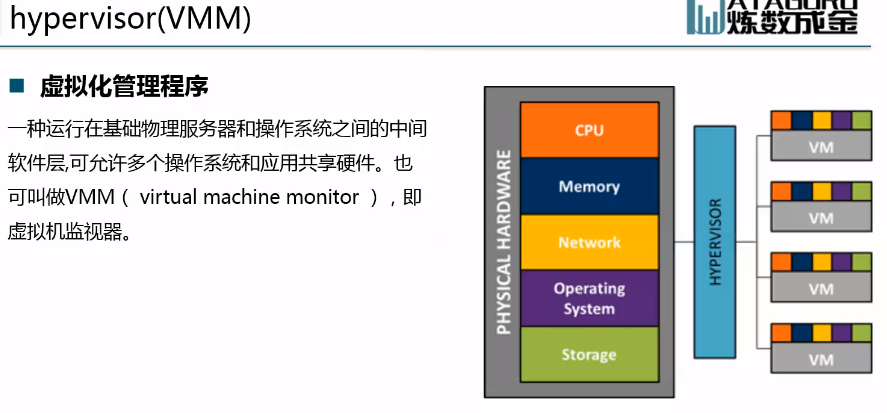 hypervisor(VMM)
ATAGURU
炼数成金
虚拟化管理程序
一种运行在基础物理服务器和操作系统之间的中间
软件层,可允许多个操作系统和应用共享硬件。也
可叫做VMM（ virtual machine monitor ），即
虚拟机监视器。
PHYSICAL HARDWARE
CPU
Memory
Network
Operating
System
Storage
HYPERVISOR
VM
VM
VM
VM